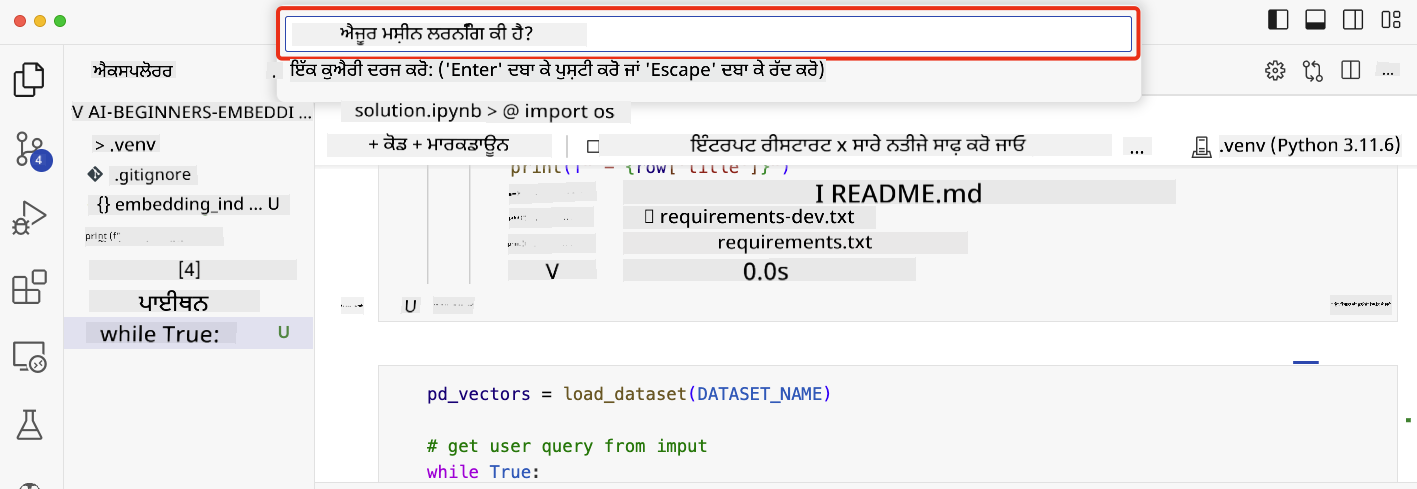 ਐਜ਼ੂਰ ਮਸ਼ੀਨ ਲਰਨਿੰਗ ਕੀ ਹੈ?
ਐਕਸਪਲੋਰਰ
ਇੱਕ ਕੁਐਰੀ ਦਰਜ ਕਰੋ: ('Enter' ਦਬਾ ਕੇ ਪੁਸ਼ਟੀ ਕਰੋ ਜਾਂ 'Escape' ਦਬਾ ਕੇ ਰੱਦ ਕਰੋ)
...
V AI-BEGINNERS-EMBEDDI ...
solution.ipynb > @ import os
> .venv
+ ਕੋਡ + ਮਾਰਕਡਾਊਨ
ਇੰਟਰਪਟ ਰੀਸਟਾਰਟ x ਸਾਰੇ ਨਤੀਜੇ ਸਾਫ਼ ਕਰੋ ਜਾਓ
...
.venv (Python 3.11.6)
.gitignore
{} embedding_ind ... U
print (f"
[4]
ਪਾਈਥਨ
while True: U
4
print(f" - {row["title"]}")
I README.md
requirements-dev.txt
requirements.txt
V 0.0s
U
pd_vectors = load_dataset(DATASET_NAME)
# get user query from imput
while True: